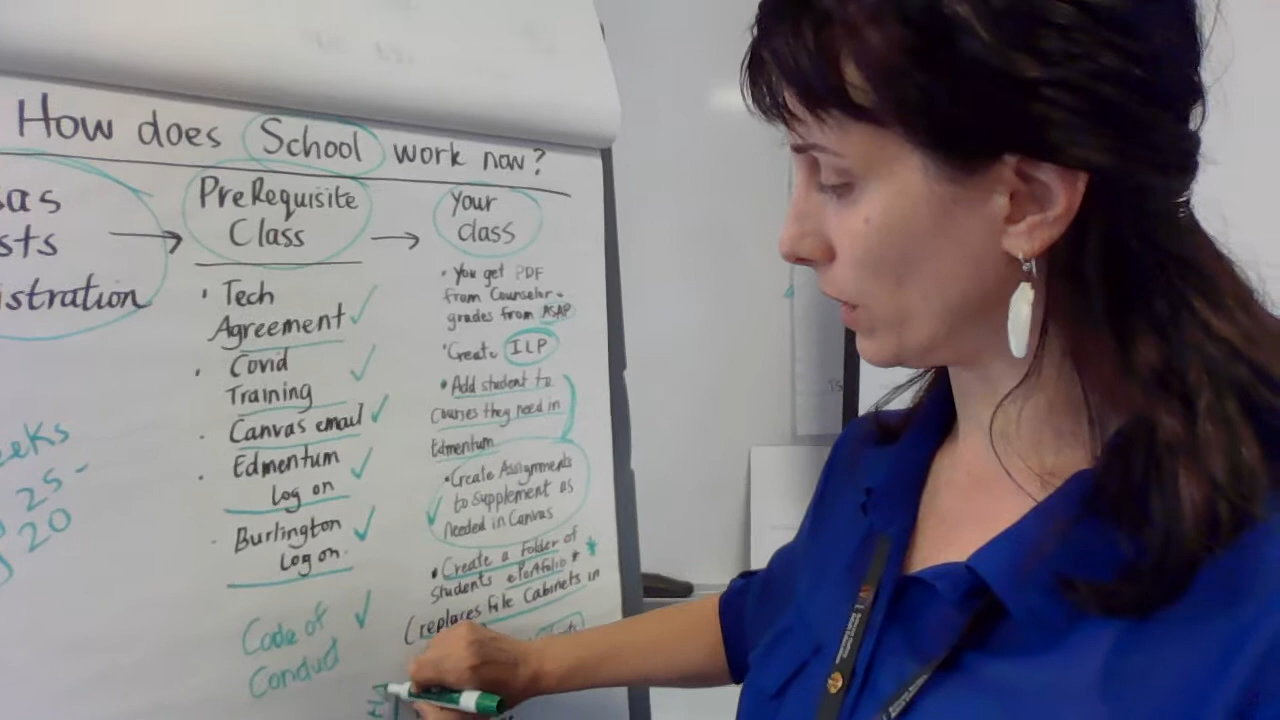 How does School work now?
as
sts
istration
eeks
25-
20
PreRequisite
Class
• Tech
Agreement
• Covid
Training
• Canvas email
• Edmentum
log on
• Burlington
Log on.
Code of
Conduct
Your
class
• You get PDF
from Counselor +
grades from ASAP
• Create ILP
• Add student to
courses they need in
Edmentum
• Create Assignments
to supplement as
needed in Canvas
• Create a folder of *
students ePortfolio *
(replaces File Cabinets in